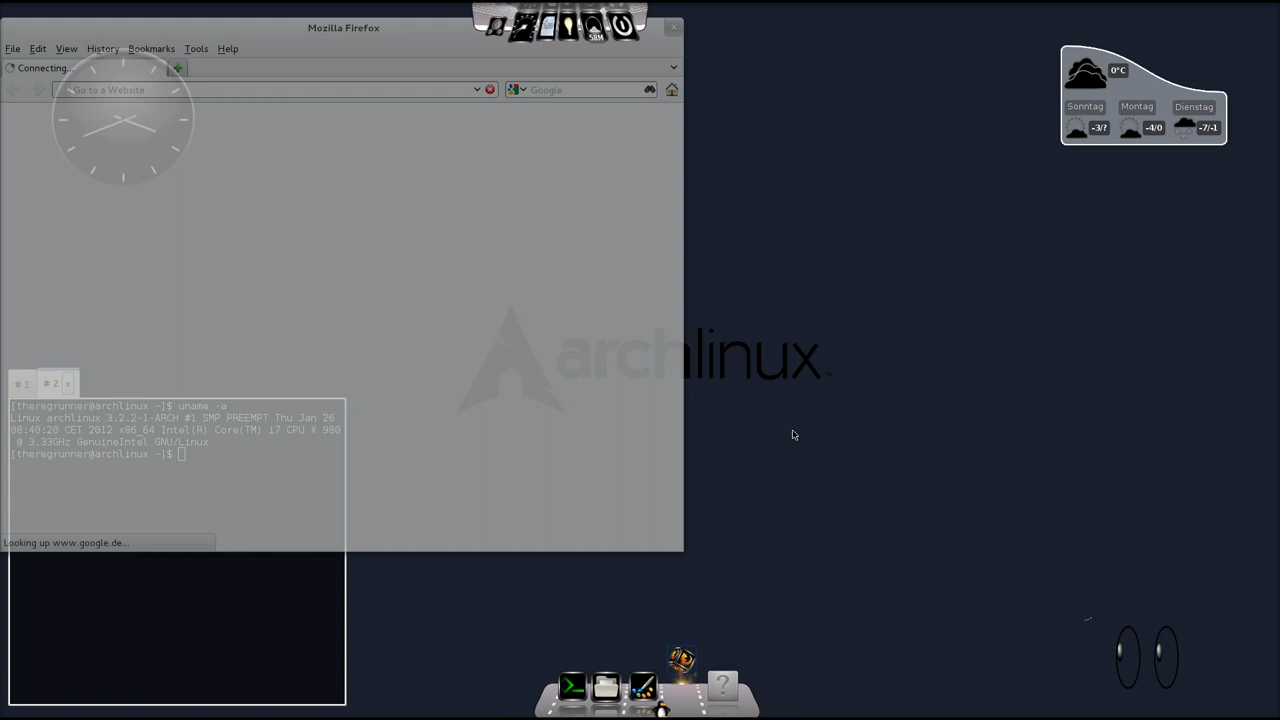 Mozilla Firefox
File Edit View History Bookmarks Tools Help
Connecting...
Go to a Website
Google
58M
0°C
Sonntag Montag Dienstag
-3/? -4/0 -7/-1
archlinux
# 1 # 2 x
[theregrunner@archlinux ~]$ uname -a
Linux archlinux 3.2.2-1-ARCH #1 SMP PREEMPT Thu Jan 26
08:40:20 CET 2012 x86_64 Intel(R) Core(TM) i7 CPU X 980
@ 3.33GHz GenuineIntel GNU/Linux
[theregrunner@archlinux ~]$
Looking up www.google.de...
>_
?